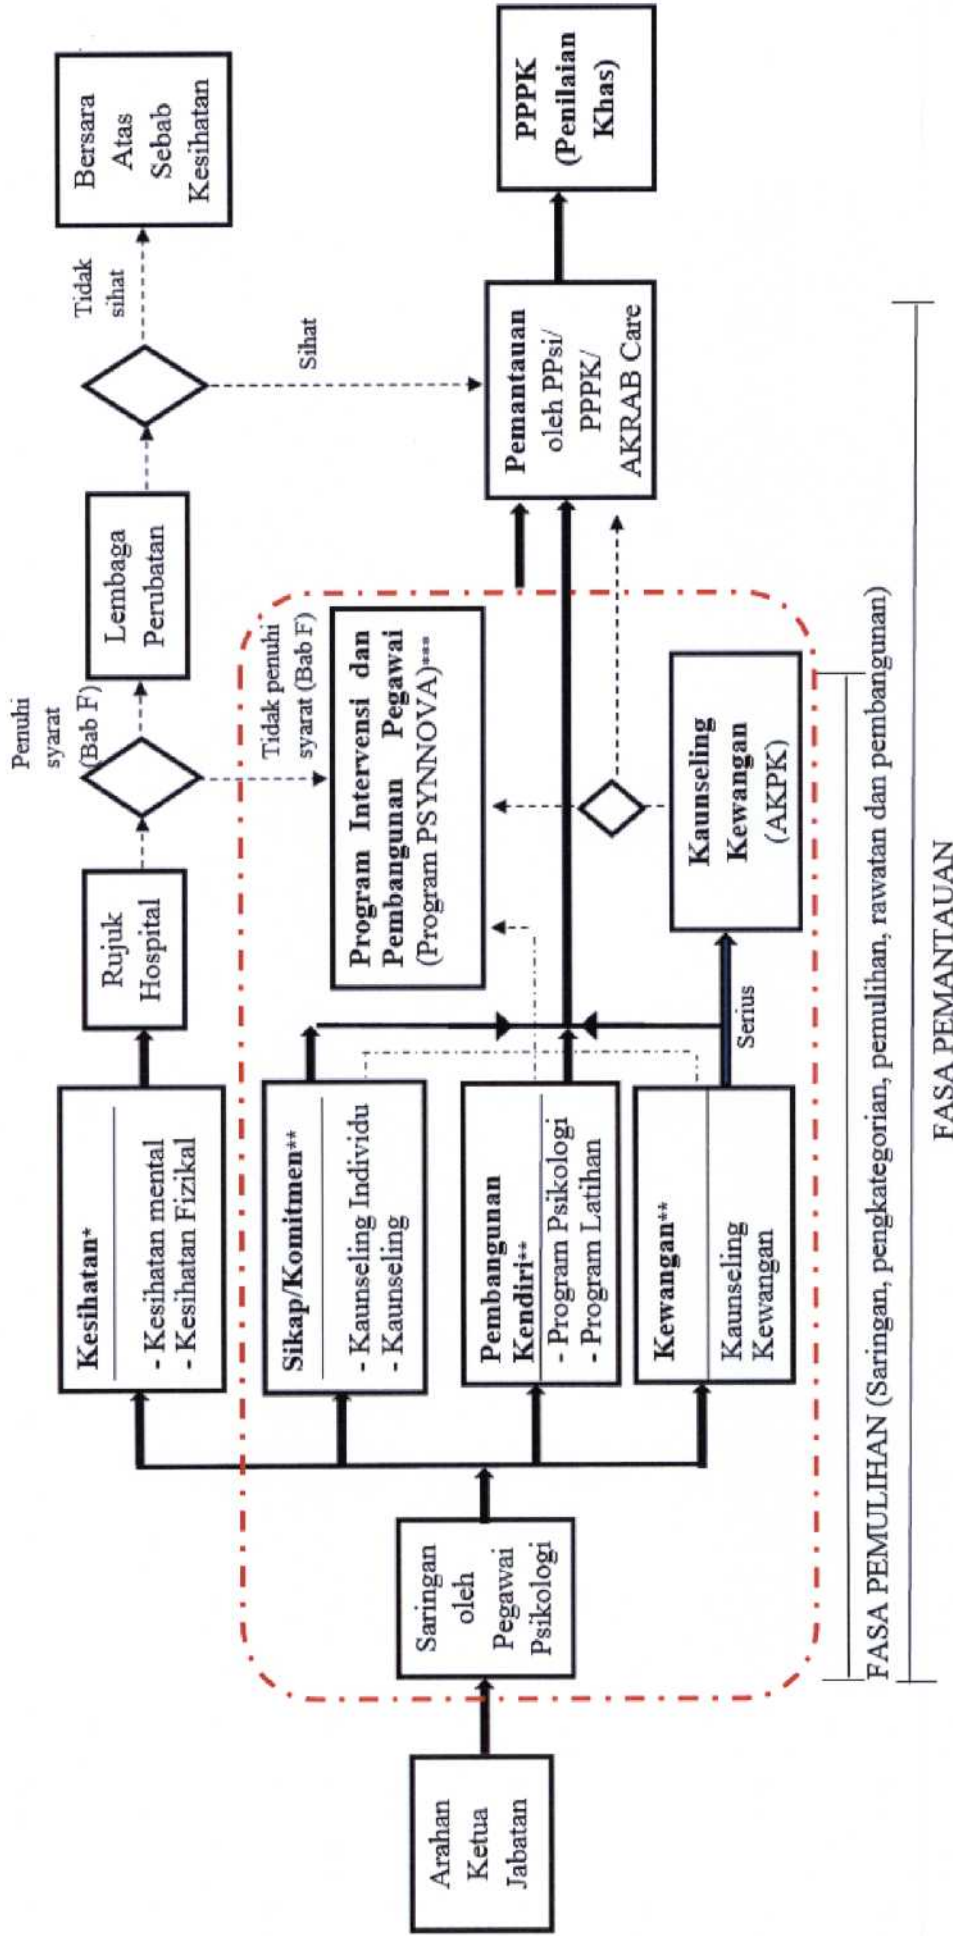 Arahan
Ketua
Jabatan
Saringan
oleh
Pegawai
Psikologi
Kesihatan*
- Kesihatan mental
- Kesihatan Fizikal
Sikap/Komitmen**
- Kaunseling Individu
- Kaunseling
Pembangunan
Kendiri**
- Program Psikologi
- Program Latihan
Kewangan**
Kaunseling
Kewangan
Serius
Rujuk
Hospital
Penuhi
syarat
(Bab F)
Tidak penuhi
syarat (Bab F)
Program Intervensi dan
Pembangunan Pegawai
(Program PSYNNOVA)***
Kaunseling
Kewangan
(AKPK)
Lembaga
Perubatan
Tidak
sihat
Sihat
Bersara
Atas
Sebab
Kesihatan
Pemantauan
oleh PPsi/
PPPK/
AKRAB Care
PPPK
(Penilaian
Khas)
FASA PEMULIHAN (Saringan, pengkategorian, pemulihan, rawatan dan pembangunan)
FASA PEMANTAUAN